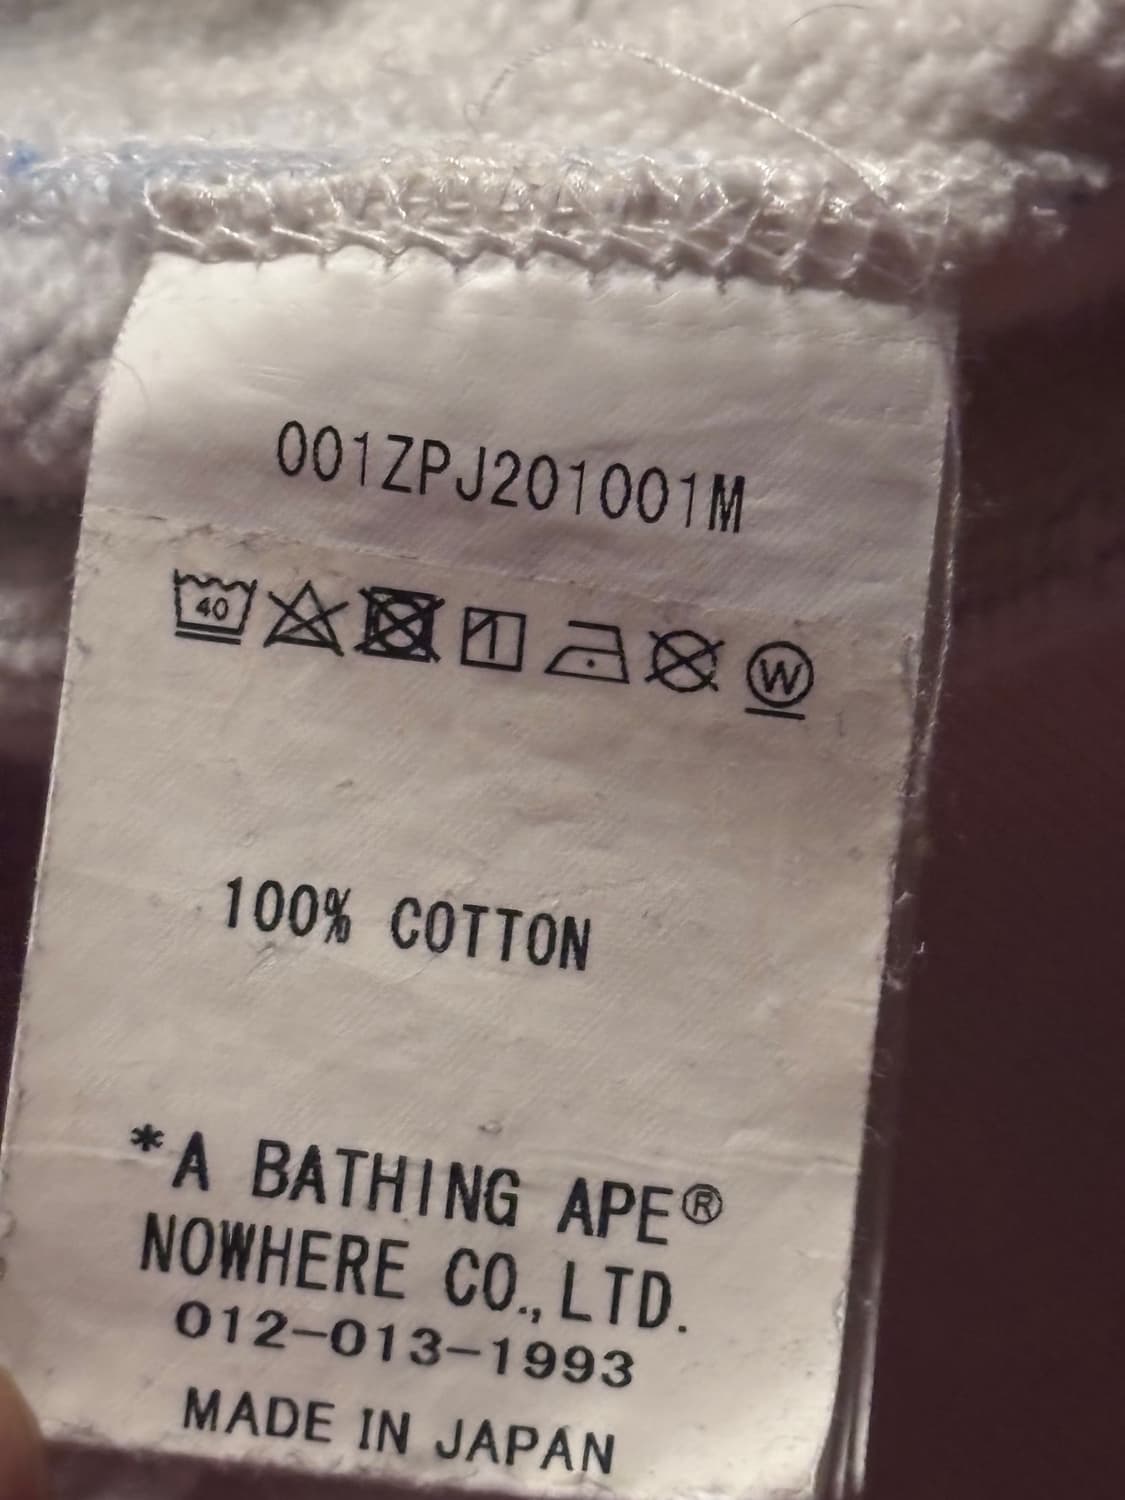 001ZPJ201001M
40 W
100% COTTON
*A BATHING APE®
NOWHERE CO.,LTD.
012-013-1993
MADE IN JAPAN